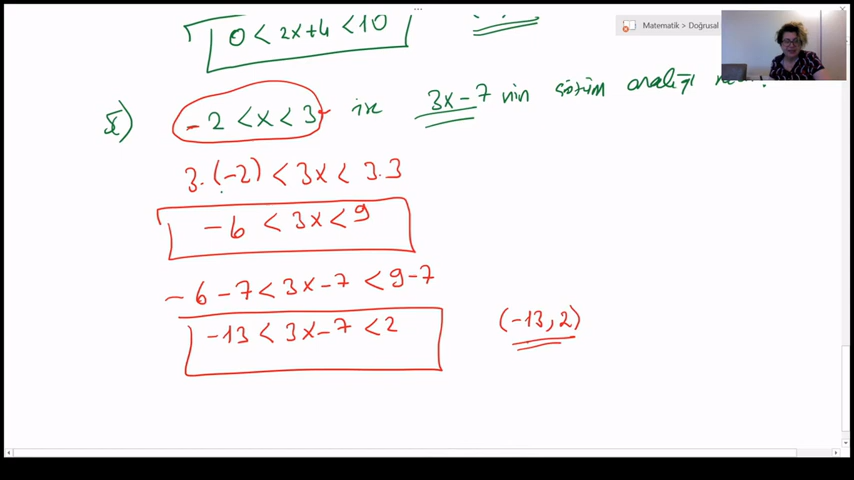 0 < 2x+4 < 10
Matematik > Doğrusal
ör) -2 < x < 3 ise 3x-7 nin çözüm aralığı
3.(-2) < 3x < 3.3
-6 < 3x < 9
-6-7 < 3x-7 < 9-7
-13 < 3x-7 < 2 (-13, 2)